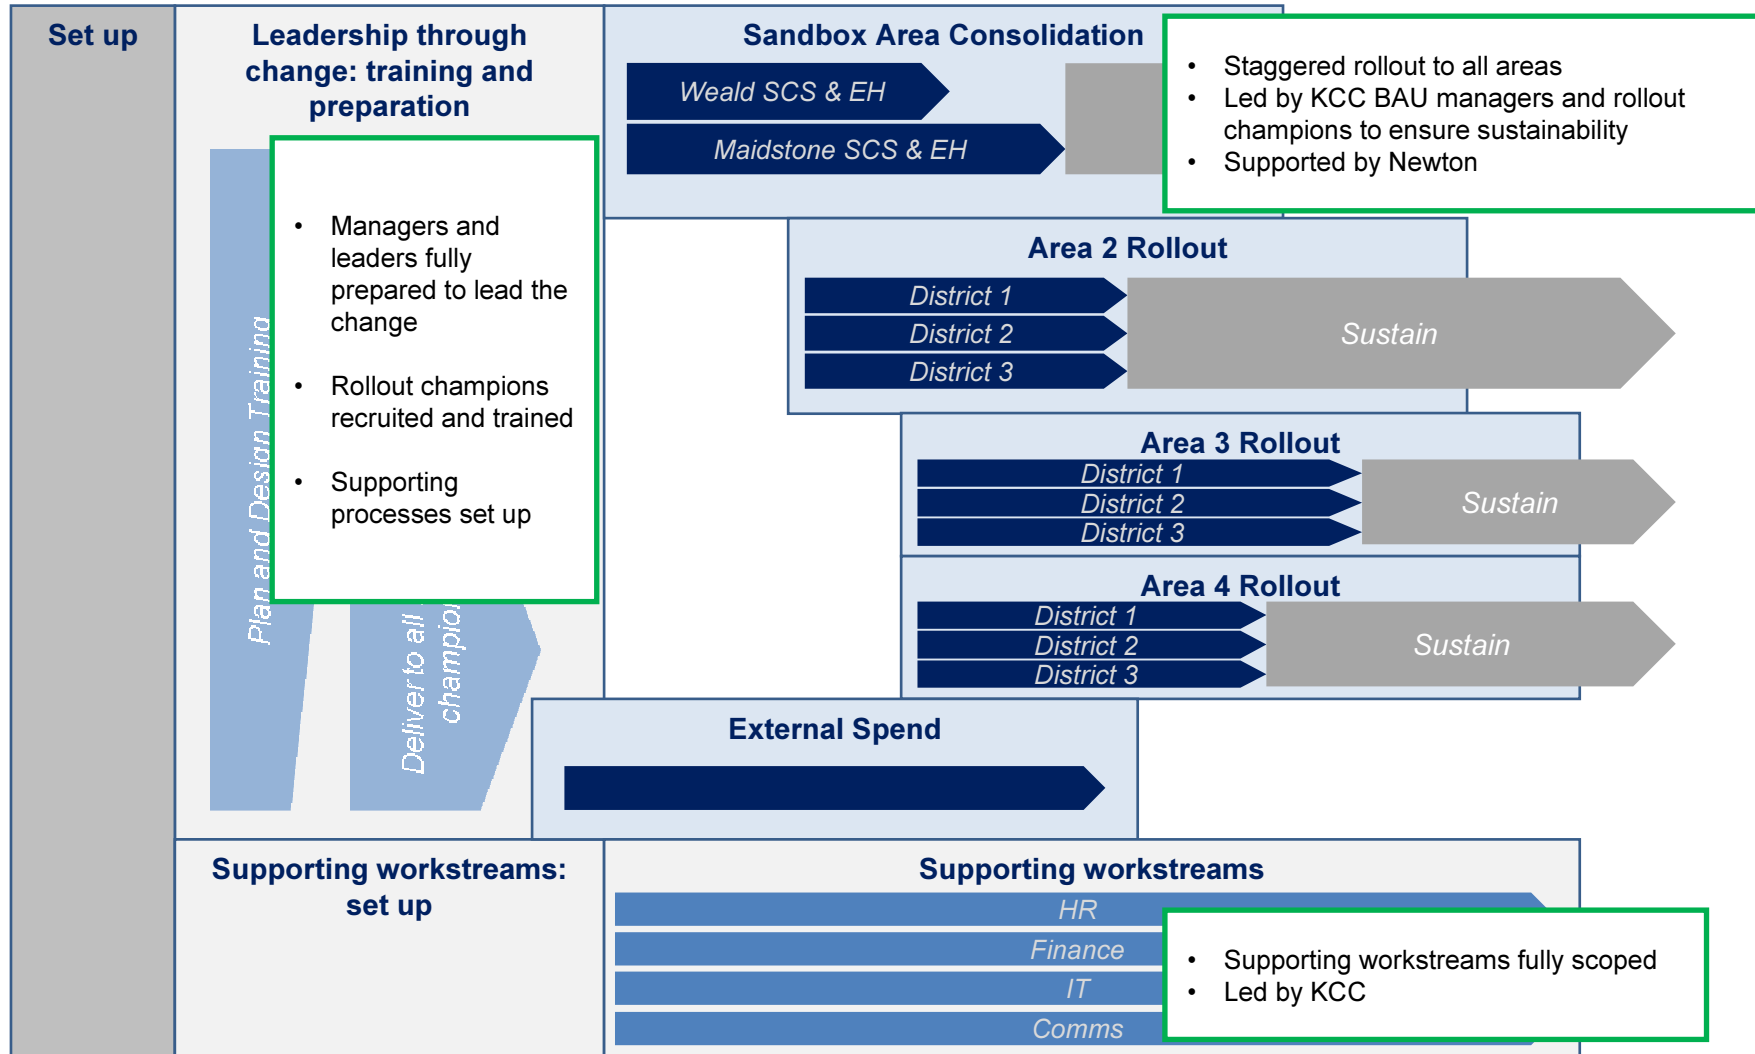 Set up
Leadership through
change: training and
preparation
Plan and Design Training
Deliver to all
champion
• Managers and
leaders fully
prepared to lead the
change
• Rollout champions
recruited and trained
• Supporting
processes set up
Sandbox Area Consolidation
Weald SCS & EH
Maidstone SCS & EH
• Staggered rollout to all areas
• Led by KCC BAU managers and rollout
champions to ensure sustainability
• Supported by Newton
Area 2 Rollout
District 1
District 2
District 3
Sustain
Area 3 Rollout
District 1
District 2
District 3
Sustain
Area 4 Rollout
District 1
District 2
District 3
Sustain
External Spend
Supporting workstreams:
set up
Supporting workstreams
HR
Finance
IT
Comms
• Supporting workstreams fully scoped
• Led by KCC